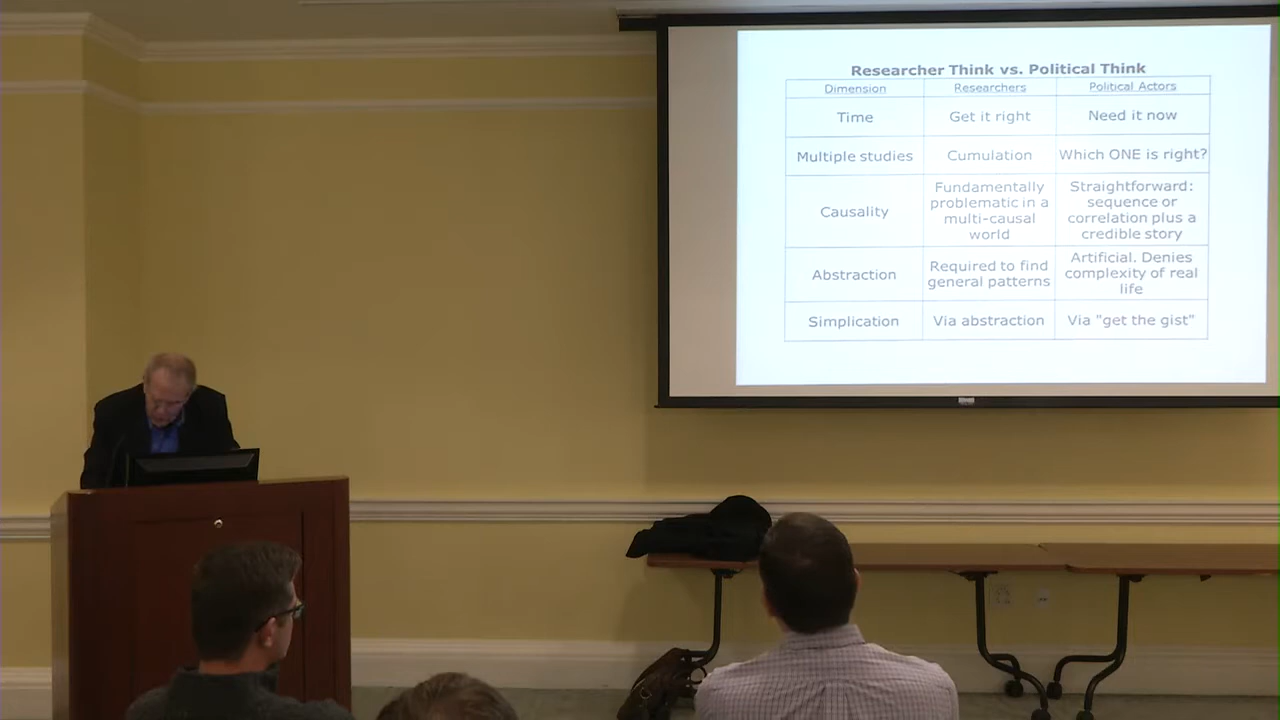 Researcher Think vs. Political Think
Dimension Researchers Political Actors
Time Get it right Need it now
Multiple studies Cumulation Which ONE is right?
Causality
Fundamentally
problematic in a
multi-causal
world
Straightforward:
sequence or
correlation plus a
credible story
Abstraction
Required to find
general patterns
Artificial. Denies
complexity of real
life
Simplication Via abstraction Via "get the gist"